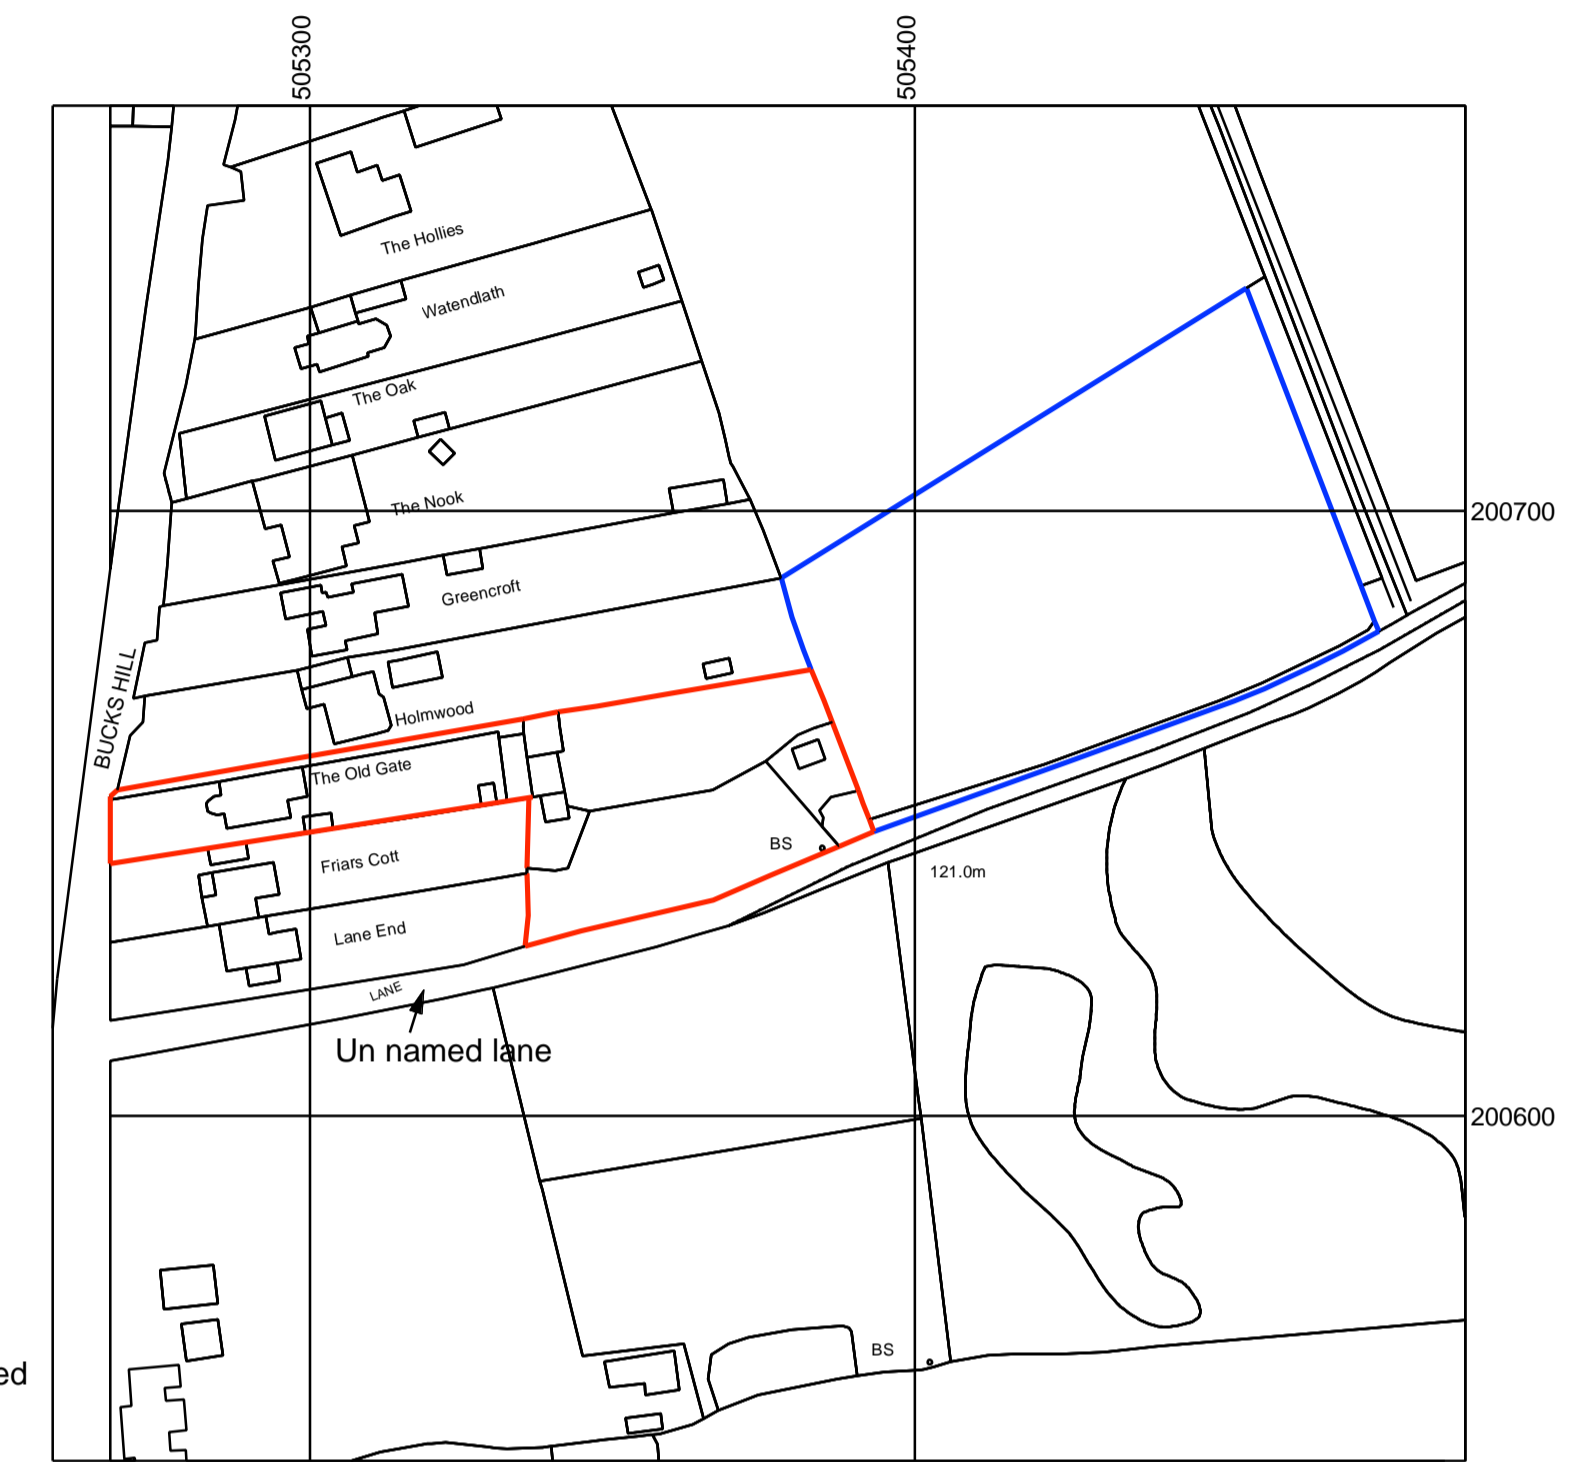 505300
505400
The Hollies
Watendlath
The Oak
The Nook
200700
Greencroft
BUCKS HILL
Holmwood
The Old Gate
BS
Friars Cott
121.0m
Lane End
LANE
Un named lane
200600
BS
ed